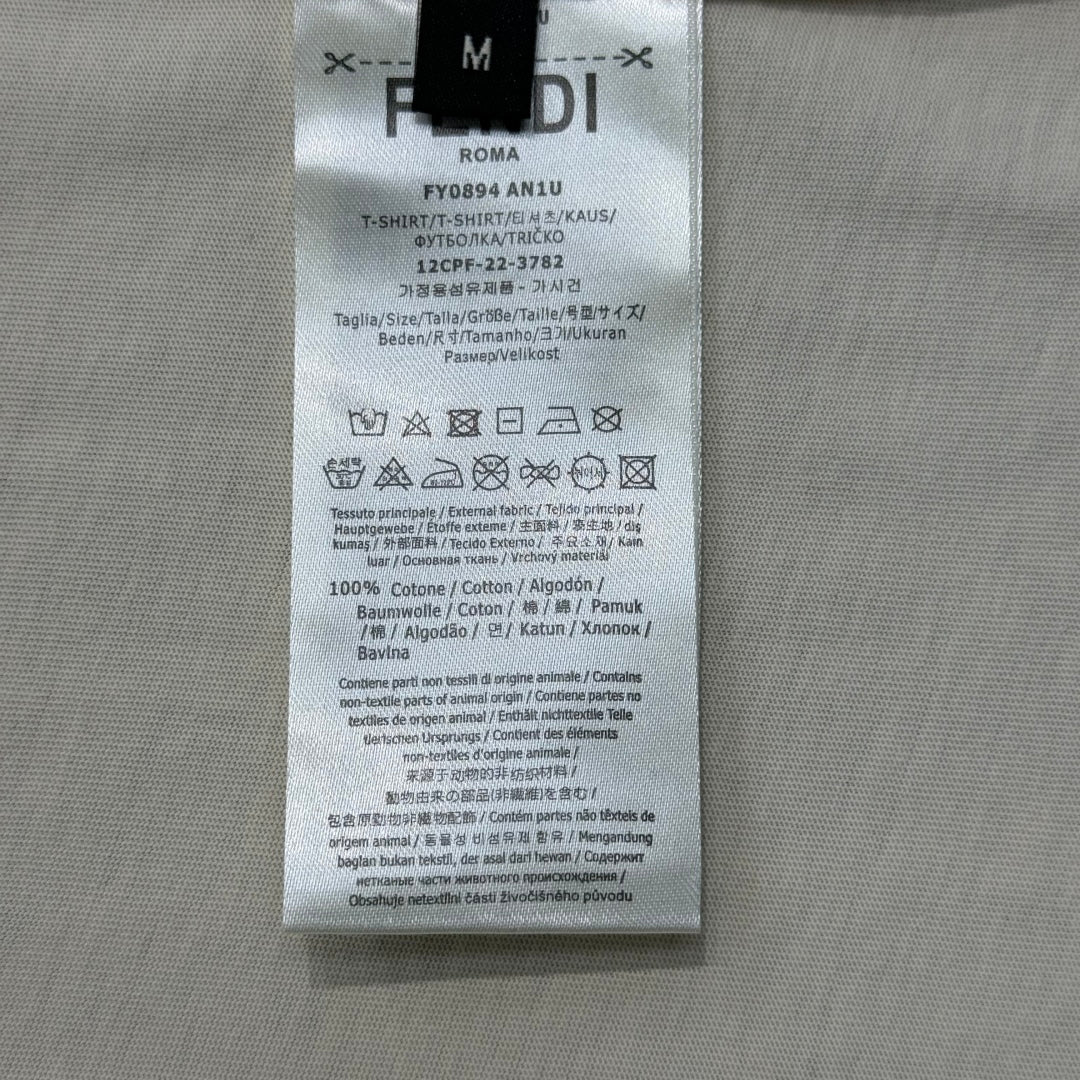 M
FENDI
ROMA
FY0894 AN1U
T-SHIRT/T-SHIRT/티셔츠/KAUS/
ФУТБОЛКА/TRIČKO
12CPF-22-3782
가정용섬유제품 - 가시건
Taglia/Size/Talla/Größe/Taille/号型/サイズ/
Beden/尺寸/Tamanho/크기/Ukuran
Размер/Velikost
손세탁
Tessuto principale / External fabric / Tejido principal /
Hauptgewebe / Étoffe externe / 主面料 / 表生地 / dış
kumaş / 外部面料 / Tecido Externo / 주요소재 / Kain
luar / Основная ткань / Vrchový materiál
100% Cotone / Cotton / Algodón /
Baumwolle / Coton / 棉 / 綿 / Pamuk
/ 棉 / Algodão / 면 / Katun / Хлопок /
Bavlna
Contiene parti non tessili di origine animale / Contains
non-textile parts of animal origin / Contiene partes no
textiles de origen animal / Enthält nichttextile Teile
tierischen Ursprungs / Contient des éléments
non-textiles d'origine animale /
来源于动物的非纺织材料 /
動物由来の部品(非繊維)を含む /
包含原動物非織物配飾 / Contém partes não têxteis de
origem animal / 동물성 비섬유제 함유 / Mengandung
bagian bukan tekstil, der asal dari hewan / Содержит
нетканые части животного происхождения /
Obsahuje netextilní části živočišného původu